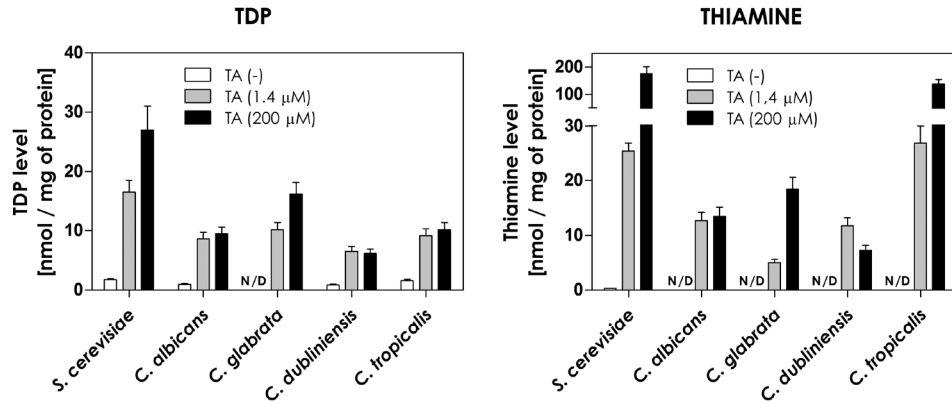 TDP
TDP level
[nmol / mg of protein]
40
30
20
10
0
TA (-)
TA (1.4 μM)
TA (200 μM)
N/D
S. cerevisiae
C. albicans
C. glabrata
C. dubliniensis
C. tropicalis
THIAMINE
Thiamine level
[nmol / mg of protein]
200
100
30
20
10
0
TA (-)
TA (1,4 μM)
TA (200 μM)
N/D
N/D
N/D
N/D
S. cerevisiae
C. albicans
C. glabrata
C. dubliniensis
C. tropicalis